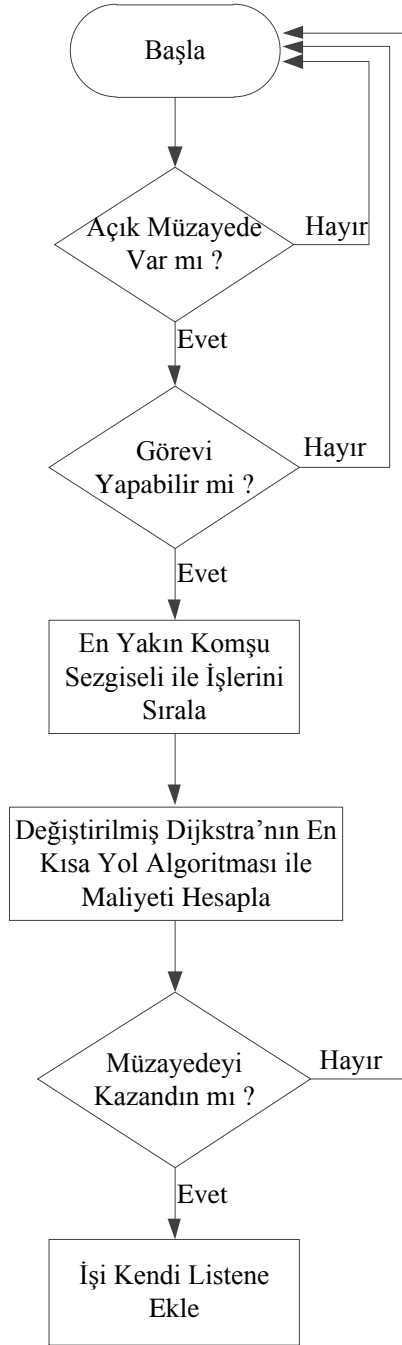 Başla
Açık Müzayede
Var mı ?
Hayır
Evet
Görevi
Yapabilir mi ?
Hayır
Evet
En Yakın Komşu
Sezgiseli ile İşlerini
Sırala
Değiştirilmiş Dijkstra’nın En
Kısa Yol Algoritması ile
Maliyeti Hesapla
Müzayedeyi
Kazandın mı ?
Hayır
Evet
İşi Kendi Listene
Ekle